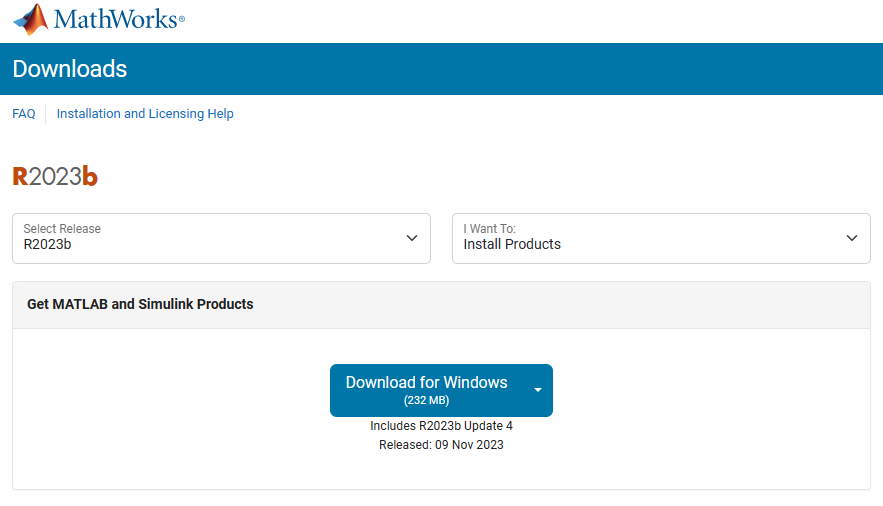 MathWorks®
Downloads
FAQ Installation and Licensing Help
R2023b
Select Release
R2023b
I Want To:
Install Products
Get MATLAB and Simulink Products
Download for Windows
(232 MB)
Includes R2023b Update 4
Released: 09 Nov 2023